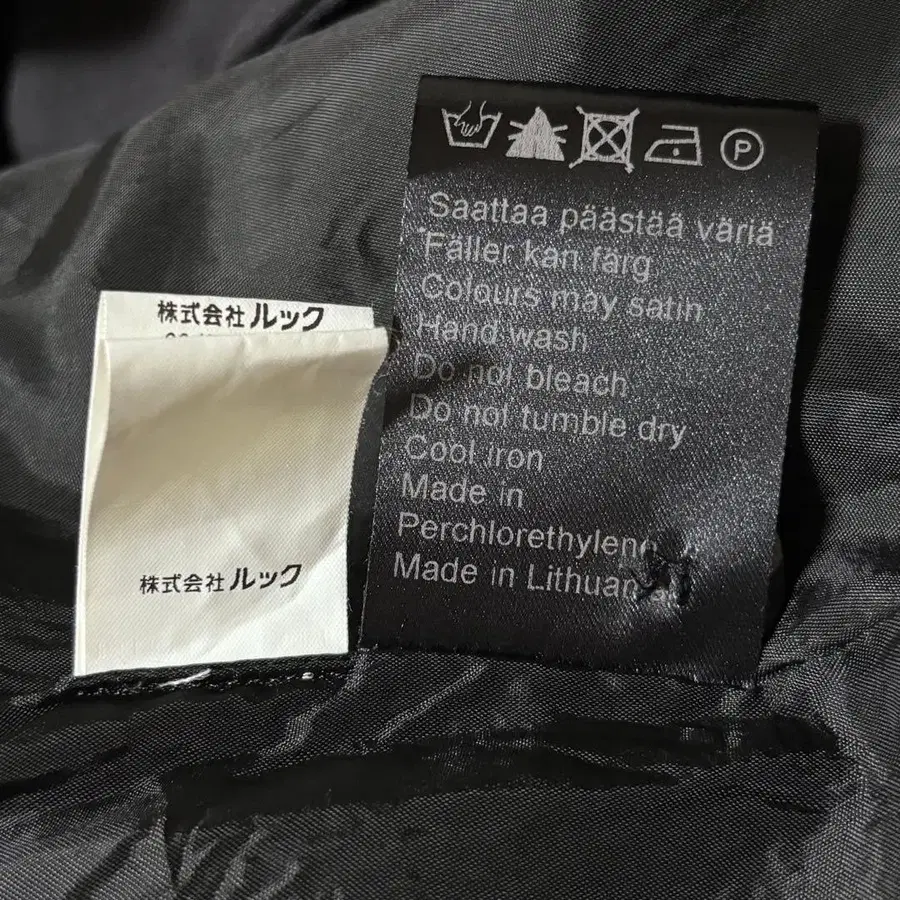 株式会社 ルック
株式会社 ルック
P
Saattaa päästää väriä
Fäller kan färg
Colours may satin
Hand wash
Do not bleach
Do not tumble dry
Cool iron
Made in
Perchlorethylene
Made in Lithuania